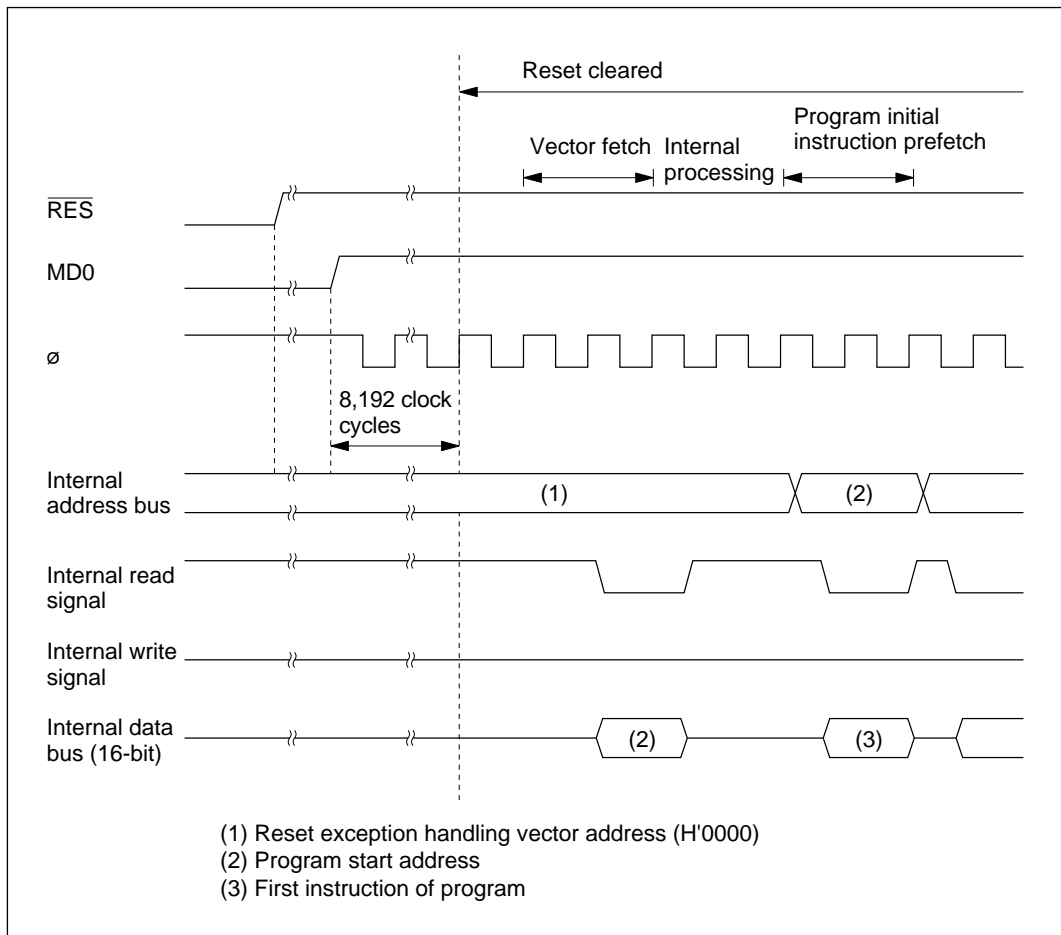 Reset cleared
Vector fetch
Internal
processing
Program initial
instruction prefetch
RES
MD0
ø
8,192 clock
cycles
Internal
address bus
(1)
(2)
Internal read
signal
Internal write
signal
Internal data
bus (16-bit)
(2)
(3)
(1) Reset exception handling vector address (H'0000)
(2) Program start address
(3) First instruction of program